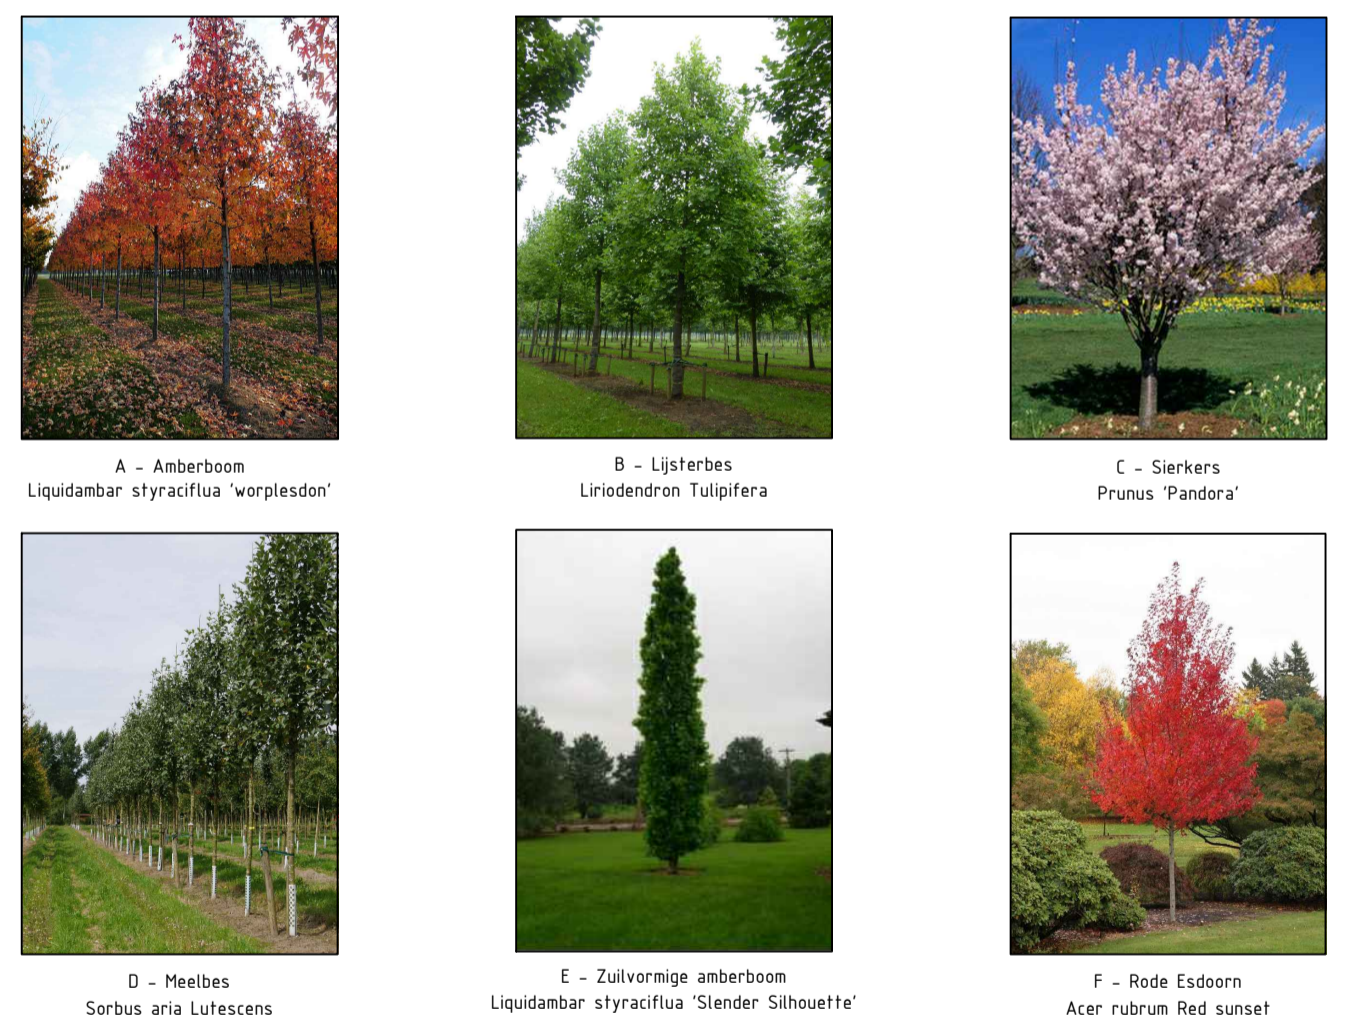 A - Amberboom
Liquidambar styraciflua 'worplesdon'
B - Lijsterbes
Liriodendron Tulipifera
C - Sierkers
Prunus 'Pandora'
D - Meelbes
Sorbus aria Lutescens
E - Zuilvormige amberboom
Liquidambar styraciflua 'Slender Silhouette'
F - Rode Esdoorn
Acer rubrum Red sunset